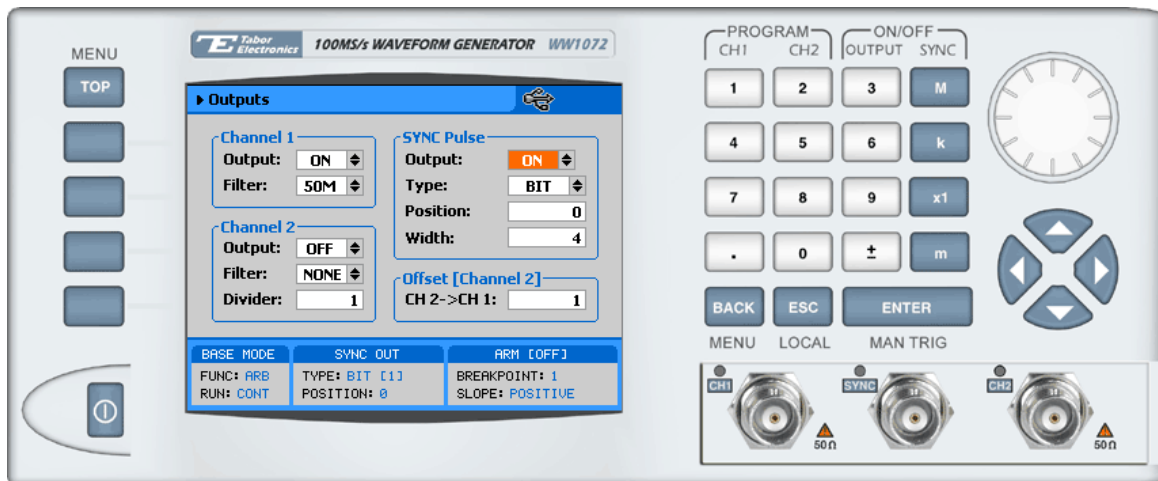 MENU
TOP
Tabor Electronics 100MS/s WAVEFORM GENERATOR WW1072
Outputs
Channel 1
Output: ON
Filter: 50M
Channel 2
Output: OFF
Filter: NONE
Divider: 1
SYNC Pulse
Output: ON
Type: BIT
Position: 0
Width: 4
Offset [Channel 2]
CH 2->CH 1: 1
BASE MODE
FUNC: ARB
RUN: CONT
SYNC OUT
TYPE: BIT [1]
POSITION: 0
ARM [OFF]
BREAKPOINT: 1
SLOPE: POSITIVE
PROGRAM
CH1 CH2
ON/OFF
OUTPUT SYNC
1 2 3 M
4 5 6 k
7 8 9 x1
. 0 ± m
BACK ESC ENTER
MENU LOCAL MAN TRIG
CH1 SYNC CH2
50Ω 50Ω